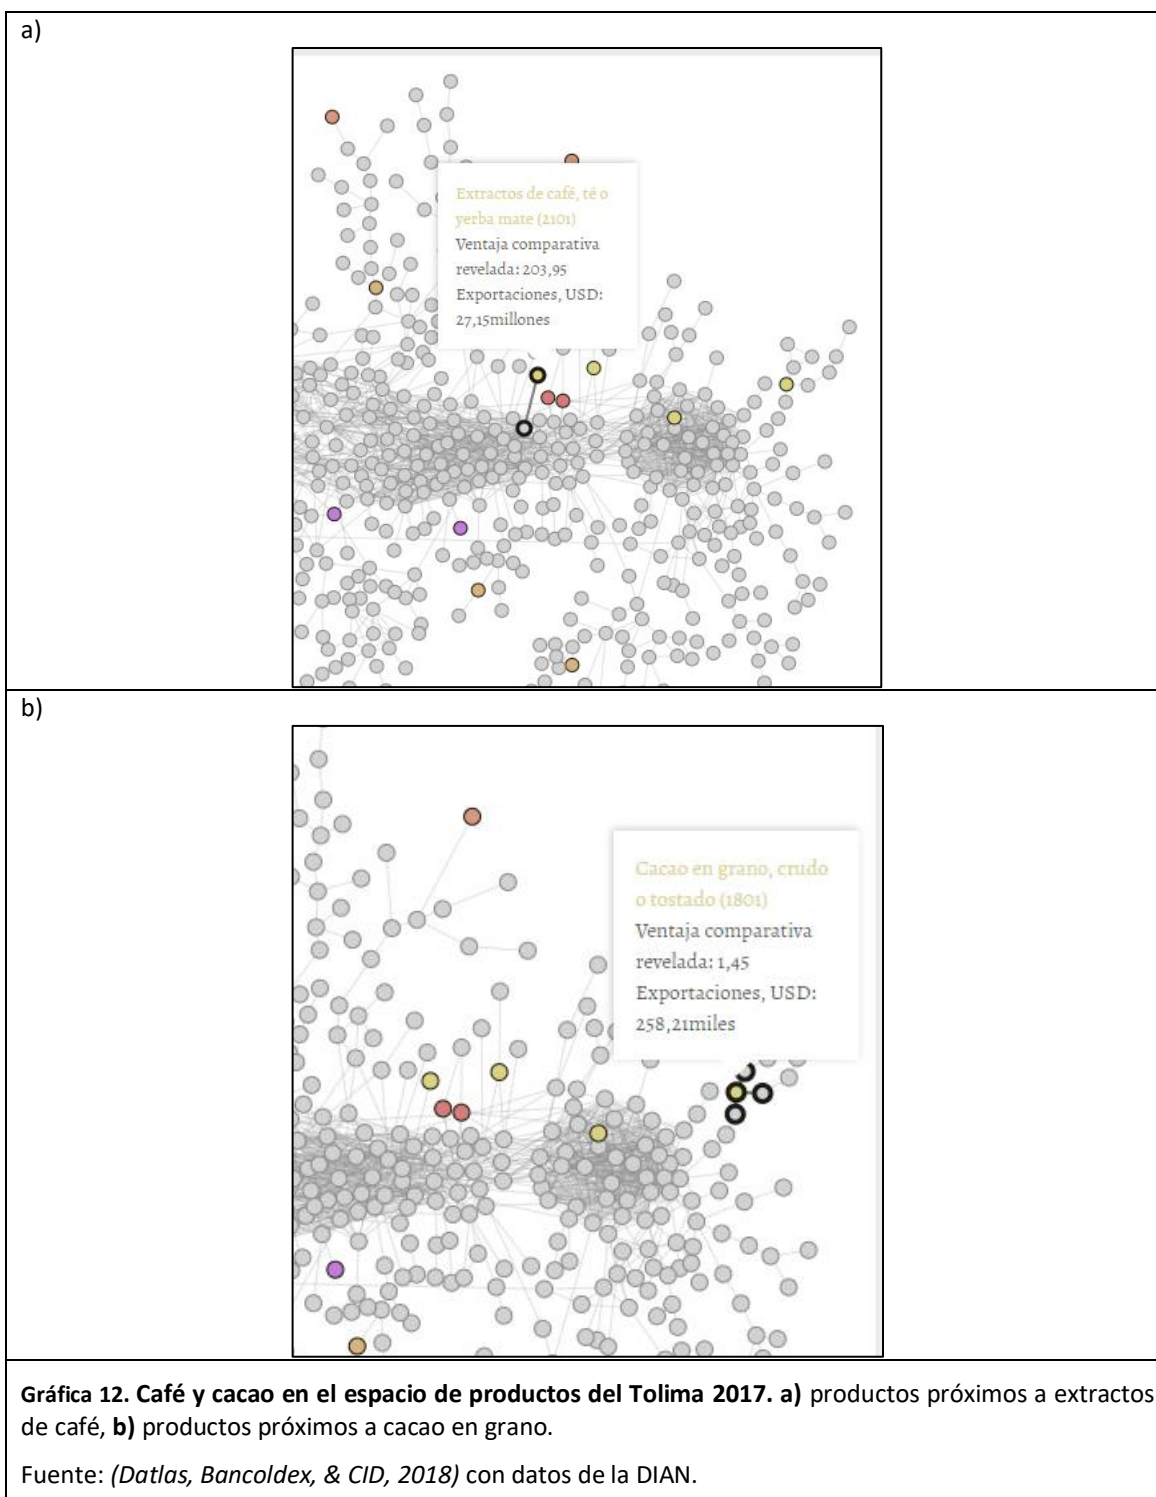 a)
Extractos de café, té o
yerba mate (2101)
Ventaja comparativa
revelada: 203,95
Exportaciones, USD:
27,15millones
b)
Cacao en grano, crudo
o tostado (1801)
Ventaja comparativa
revelada: 1,45
Exportaciones, USD:
258,21miles
Gráfica 12. Café y cacao en el espacio de productos del Tolima 2017. a) productos próximos a extractos
de café, b) productos próximos a cacao en grano.
Fuente: (Datlas, Bancoldex, & CID, 2018) con datos de la DIAN.